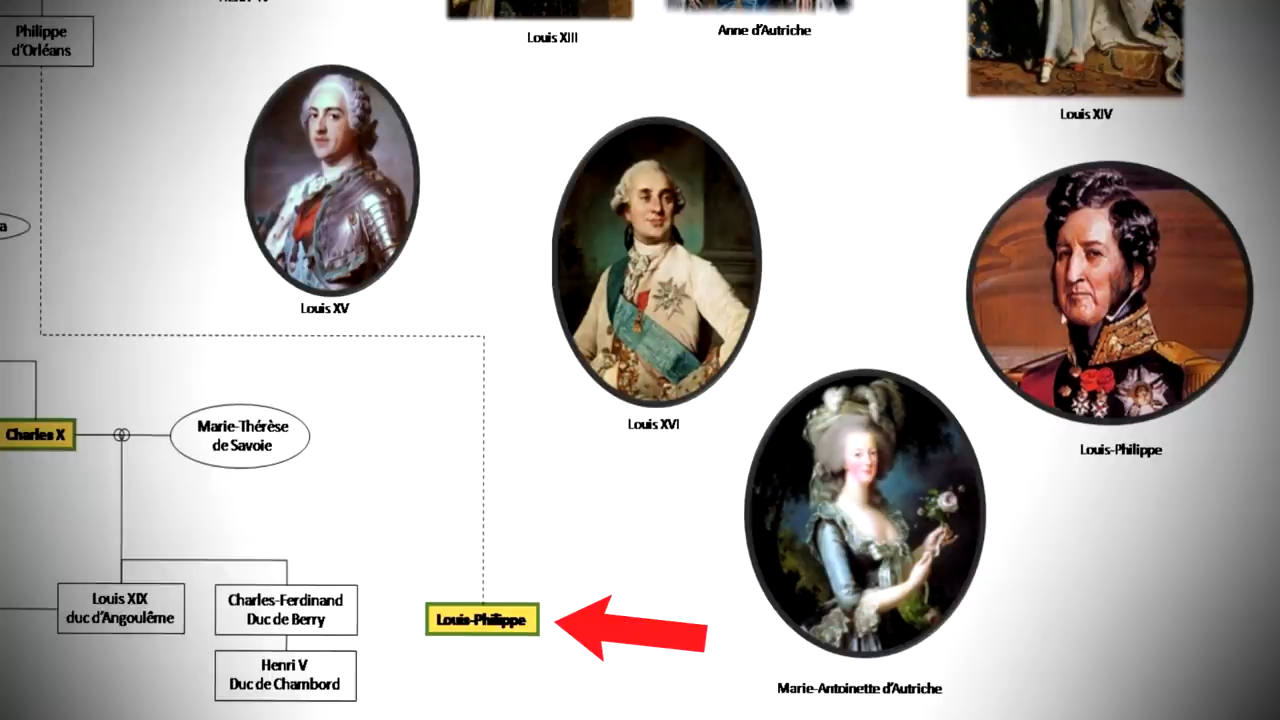 Philippe
d'Orléans
Louis XIII
Anne d'Autriche
Louis XIV
a
Louis XV
Louis XVI
Louis-Philippe
Charles X
Marie-Thérèse
de Savoie
Louis XIX
duc d'Angoulême
Charles-Ferdinand
Duc de Berry
Louis-Philippe
Henri V
Duc de Chambord
Marie-Antoinette d'Autriche